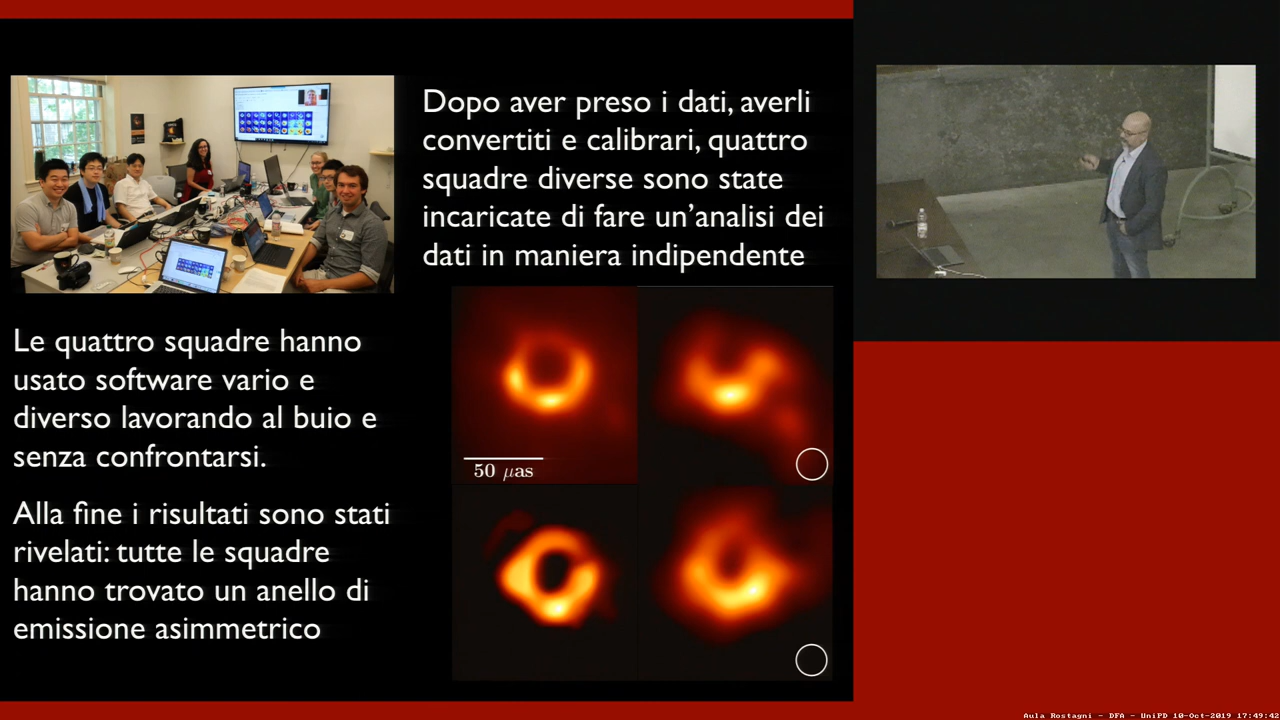 Dopo aver preso i dati, averli
convertiti e calibrari, quattro
squadre diverse sono state
incaricate di fare un’analisi dei
dati in maniera indipendente
Le quattro squadre hanno
usato software vario e
diverso lavorando al buio e
senza confrontarsi.
Alla fine i risultati sono stati
rivelati: tutte le squadre
hanno trovato un anello di
emissione asimmetrico
50 μas
Aula Rostagni - DFA - UniPD 10-Oct-2019 17:49:42